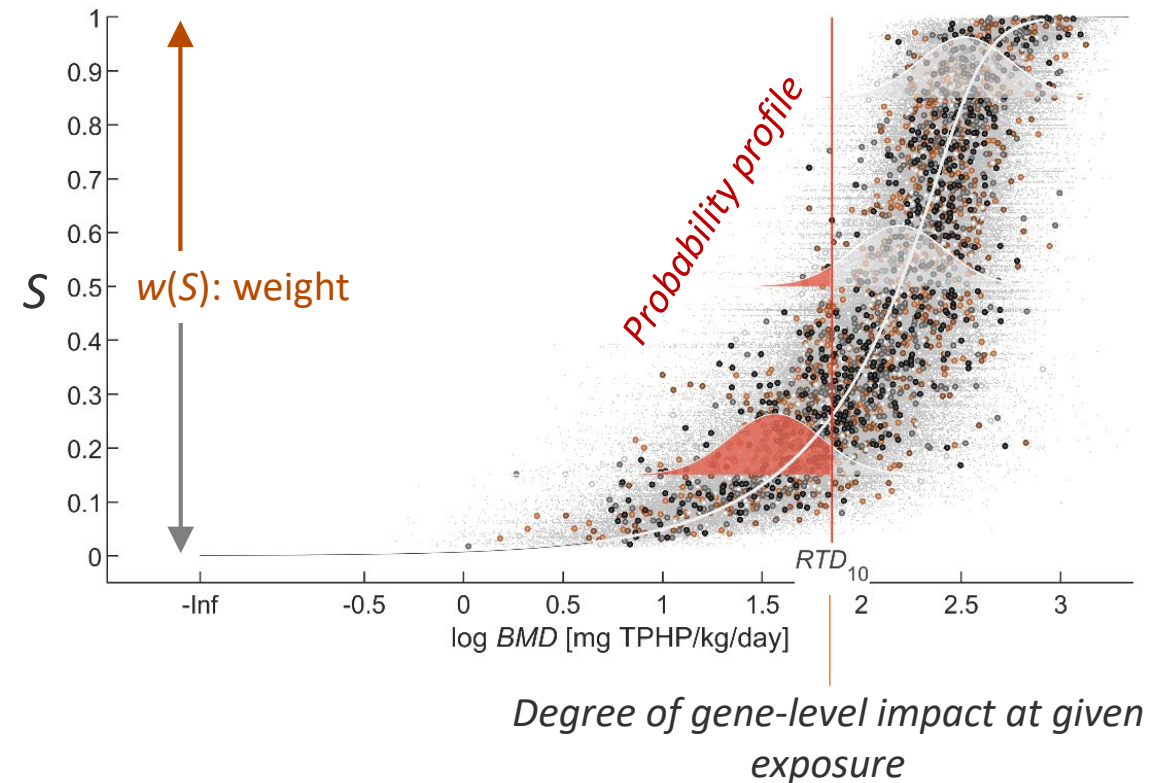 1
0.9
0.8
0.7
0.6
0.5
0.4
0.3
0.2
0.1
0
S
w(S): weight
Probability profile
RTD10
-Inf -0.5 0 0.5 1 1.5 2 2.5 3
log BMD [mg TPHP/kg/day]
Degree of gene-level impact at given
exposure